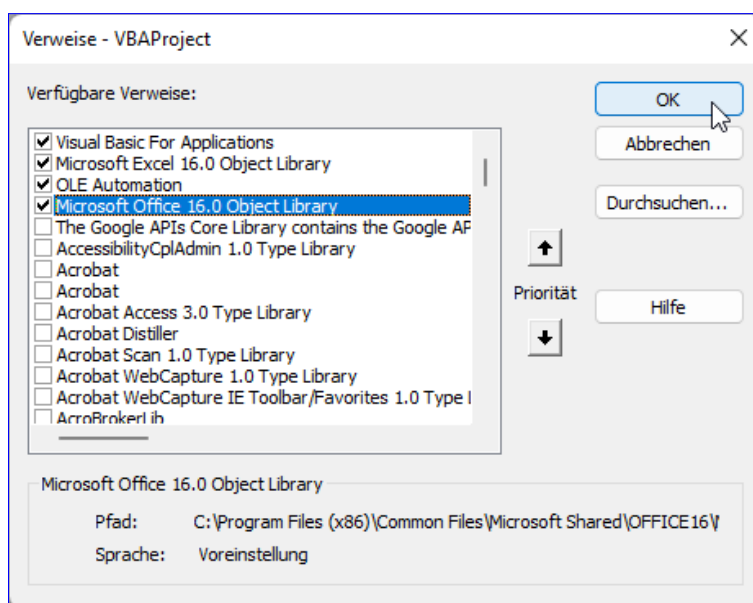 Verweise - VBAProject
Verfügbare Verweise:
Visual Basic For Applications
Microsoft Excel 16.0 Object Library
OLE Automation
Microsoft Office 16.0 Object Library
The Google APIs Core Library contains the Google AP
AccessibilityCplAdmin 1.0 Type Library
Acrobat
Acrobat
Acrobat Access 3.0 Type Library
Acrobat Distiller
Acrobat Scan 1.0 Type Library
Acrobat WebCapture 1.0 Type Library
Acrobat WebCapture IE Toolbar/Favorites 1.0 Type
AcroBrokerLib
OK
Abbrechen
Durchsuchen...
Priorität
Hilfe
Microsoft Office 16.0 Object Library
Pfad: C:\Program Files (x86)\Common Files\Microsoft Shared\OFFICE16\
Sprache: Voreinstellung